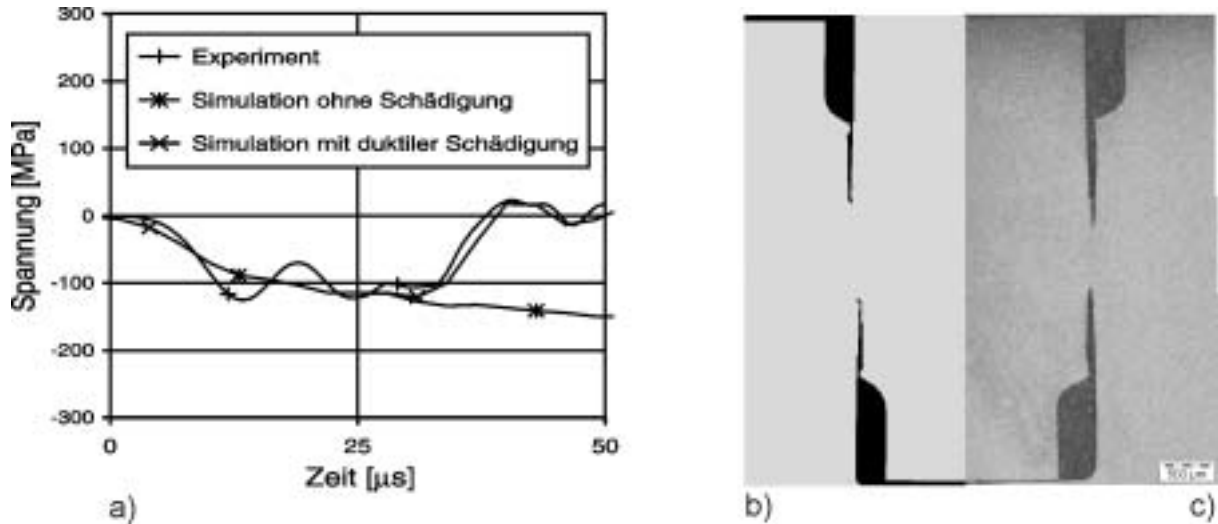 300
200
100
0
-100
-200
-300
Spannung [MPa]
Experiment
Simulation ohne Schädigung
Simulation mit duktiler Schädigung
0
25
50
Zeit [µs]
a)
b)
c)